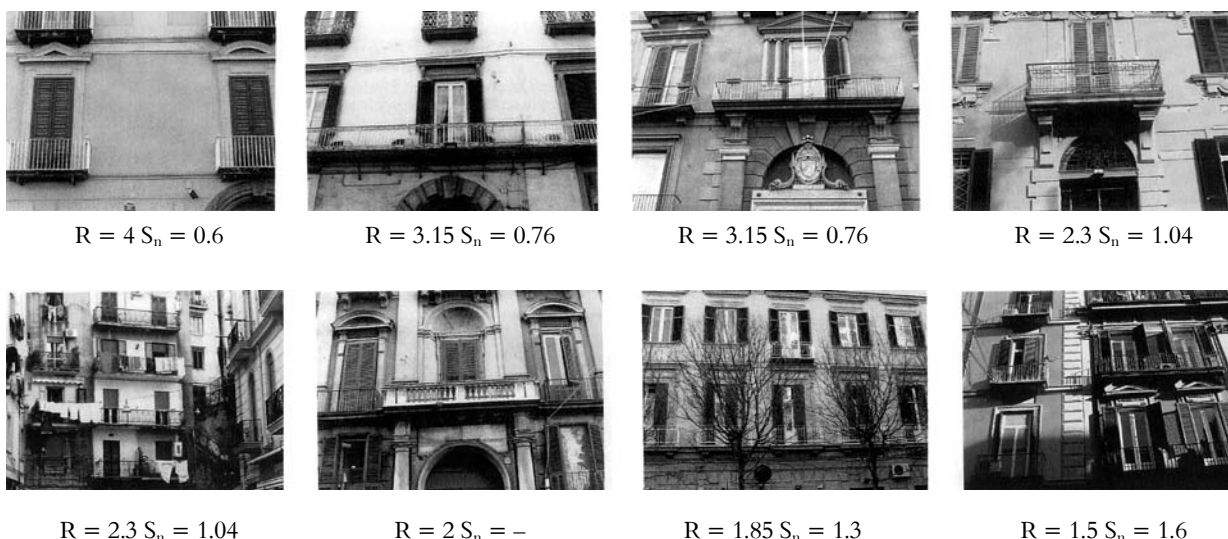 R = 4 Sₙ = 0.6
R = 3.15 Sₙ = 0.76
R = 3.15 Sₙ = 0.76
R = 2.3 Sₙ = 1.04
R = 2.3 Sₙ = 1.04
R = 2 Sₙ = –
R = 1.85 Sₙ = 1.3
R = 1.5 Sₙ = 1.6